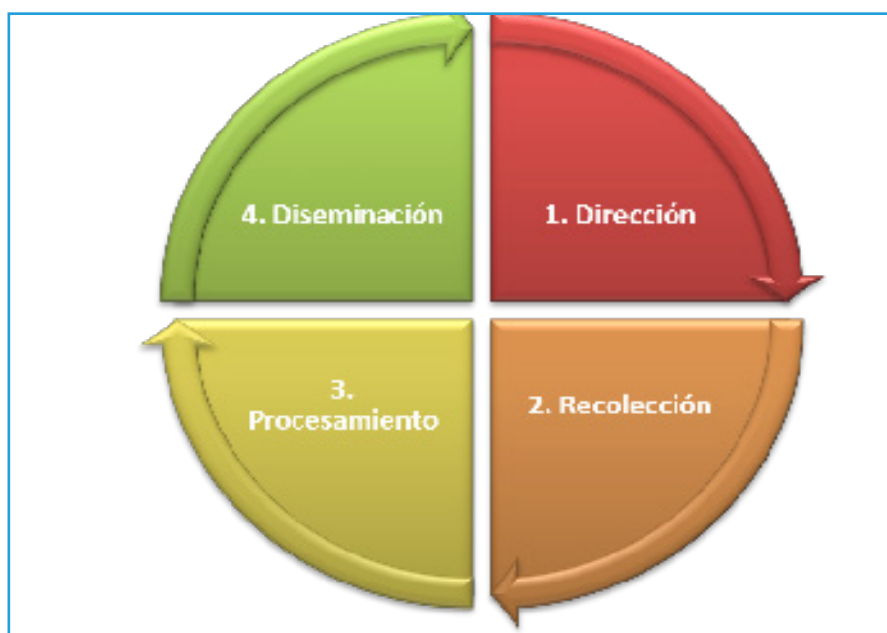 1. Dirección
2. Recolección
3.
Procesamiento
4. Diseminación